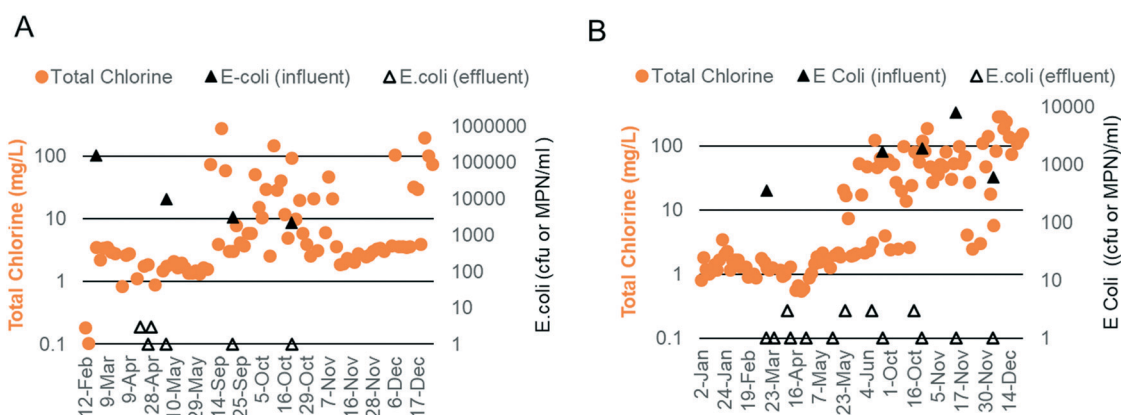 A
Total Chlorine
E-coli (influent)
E.coli (effluent)
Total Chlorine (mg/L)
100
10
1
0.1
1000000
100000
10000
1000
100
10
1
E.coli (cfu or MPN/ml )
12-Feb
9-Mar
9-Apr
28-Apr
10-May
29-May
14-Sep
25-Sep
5-Oct
16-Oct
29-Oct
7-Nov
16-Nov
28-Nov
6-Dec
17-Dec
B
Total Chlorine
E Coli (influent)
E.coli (effluent)
Total Chlorine (mg/L)
100
10
1
0.1
10000
1000
100
10
1
E Coli ((cfu or MPN)/ml)
2-Jan
24-Jan
19-Feb
23-Mar
16-Apr
7-May
23-May
4-Jun
1-Oct
16-Oct
5-Nov
17-Nov
30-Nov
14-Dec